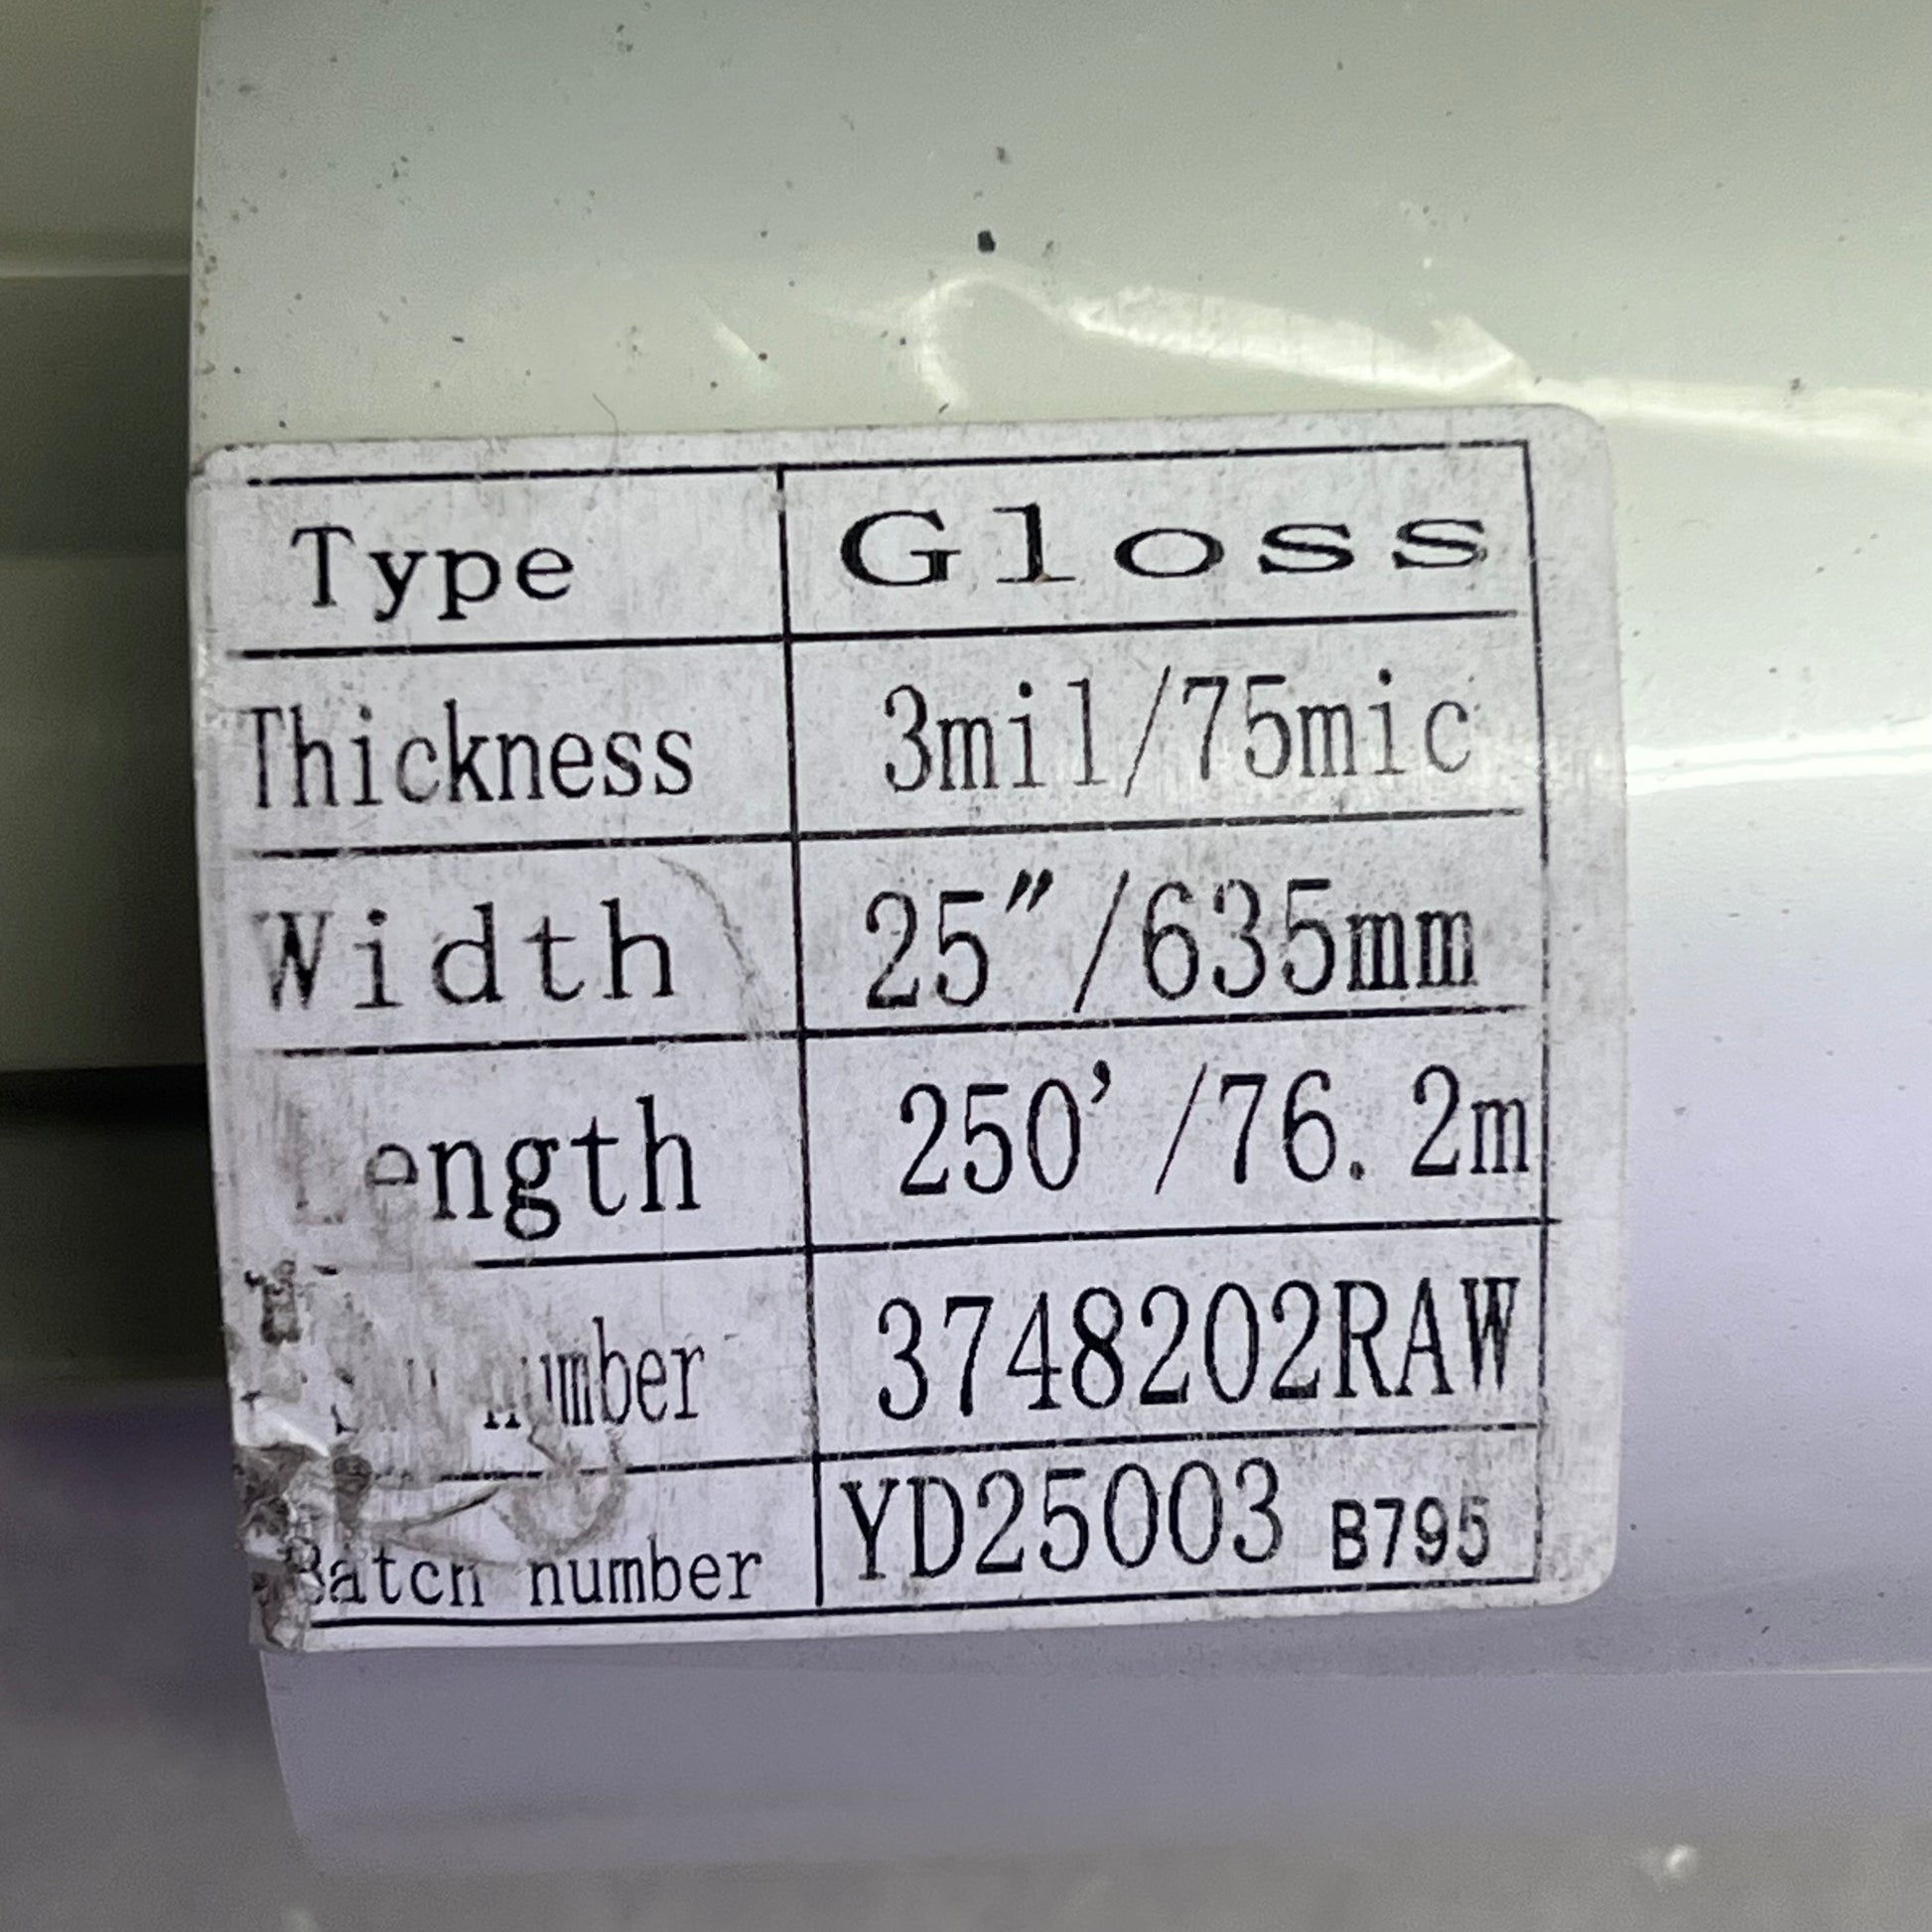 Type Gloss
Thickness 3mil/75mic
Width 25"/635mm
Length 250'/76.2m
number 3748202RAW
Batch number YD25003 B795